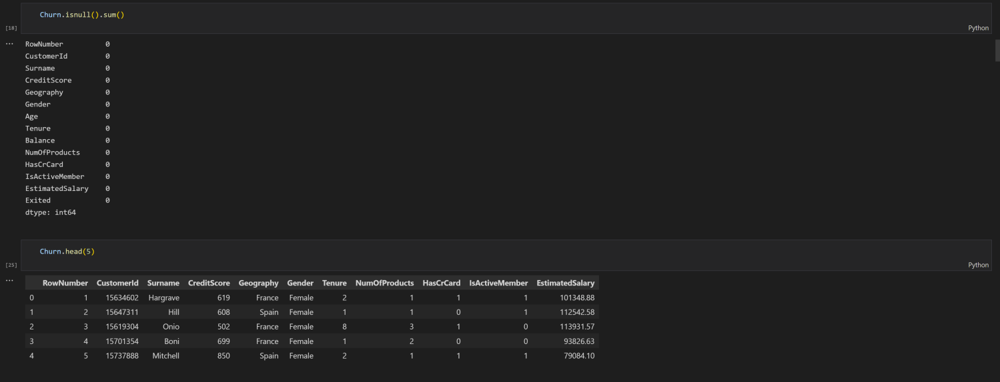 Churn.isnull().sum()
[18]
Python
...
RowNumber 0
CustomerId 0
Surname 0
CreditScore 0
Geography 0
Gender 0
Age 0
Tenure 0
Balance 0
NumOfProducts 0
HasCrCard 0
IsActiveMember 0
EstimatedSalary 0
Exited 0
dtype: int64
Churn.head(5)
[25]
Python
...
RowNumber CustomerId Surname CreditScore Geography Gender Tenure NumOfProducts HasCrCard IsActiveMember EstimatedSalary
0 1 15634602 Hargrave 619 France Female 2 1 1 1 101348.88
1 2 15647311 Hill 608 Spain Female 1 1 0 1 112542.58
2 3 15619304 Onio 502 France Female 8 3 1 0 113931.57
3 4 15701354 Boni 699 France Female 1 2 0 0 93826.63
4 5 15737888 Mitchell 850 Spain Female 2 1 1 1 79084.10